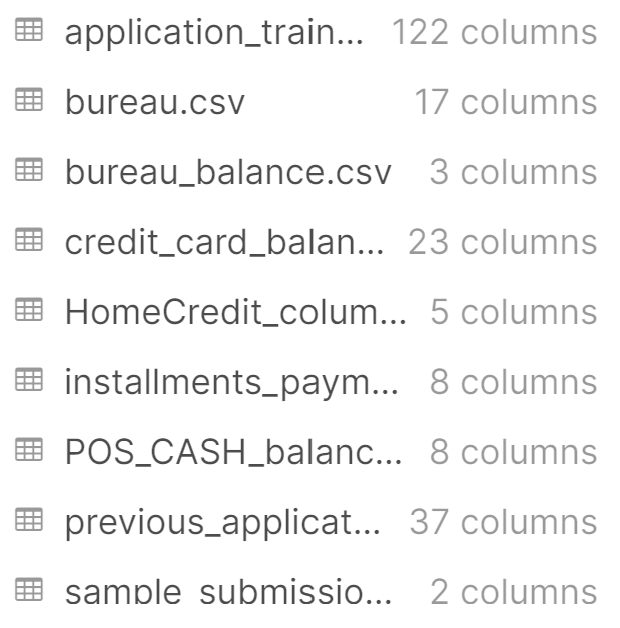 application_train... 122 columns
bureau.csv 17 columns
bureau_balance.csv 3 columns
credit_card_balan... 23 columns
HomeCredit_colum... 5 columns
installments_paym... 8 columns
POS_CASH_balanc... 8 columns
previous_applicat... 37 columns
sample_submissio... 2 columns